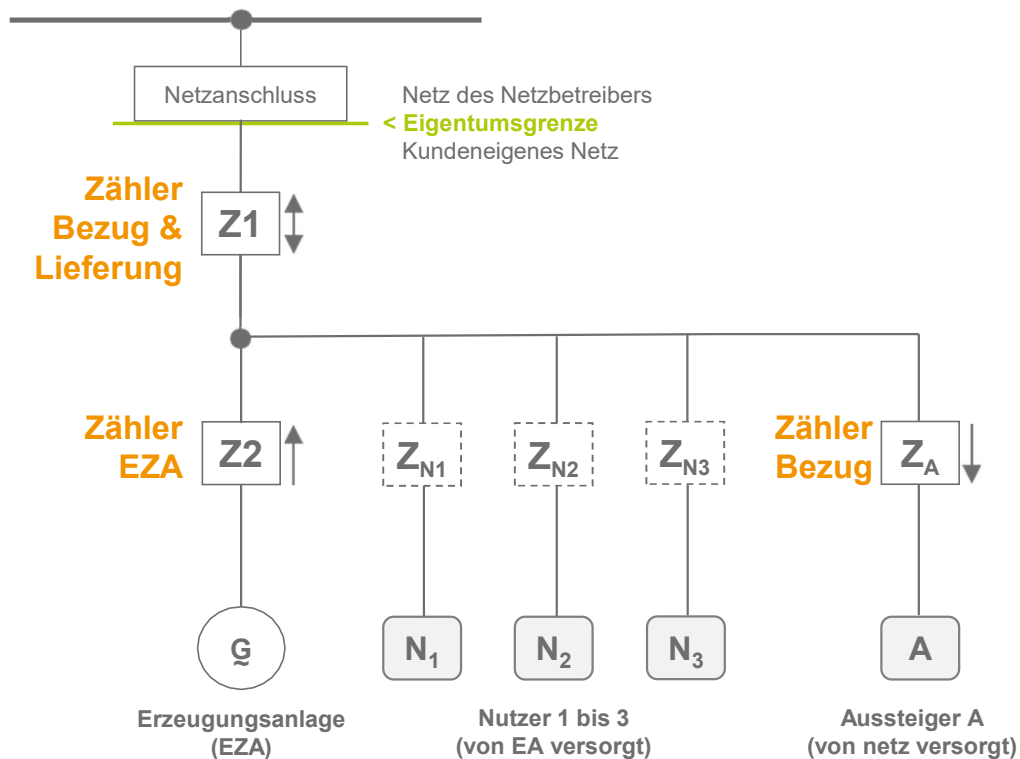 Netzanschluss
Netz des Netzbetreibers
< Eigentumsgrenze
Kundeneigenes Netz
Zähler
Bezug &
Lieferung
Z1
Zähler
EZA
Z2
ZN1
ZN2
ZN3
Zähler
Bezug
ZA
G
~
N1
N2
N3
A
Erzeugungsanlage
(EZA)
Nutzer 1 bis 3
(von EA versorgt)
Aussteiger A
(von netz versorgt)